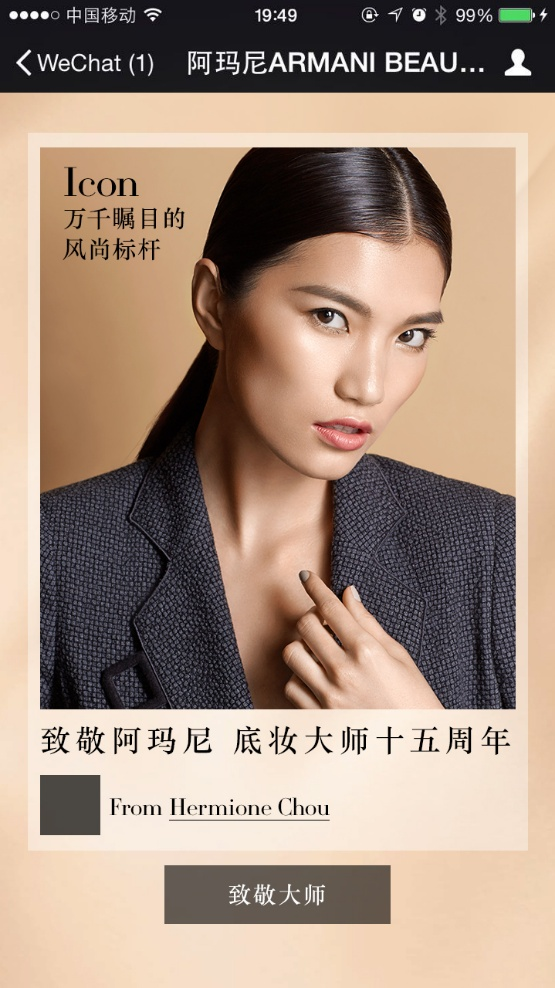 中国移动
19:49
99%
WeChat (1)
阿玛尼ARMANI BEAU...
Icon
万千瞩目的
风尚标杆
致敬阿玛尼 底妆大师十五周年
From Hermione Chou
致敬大师